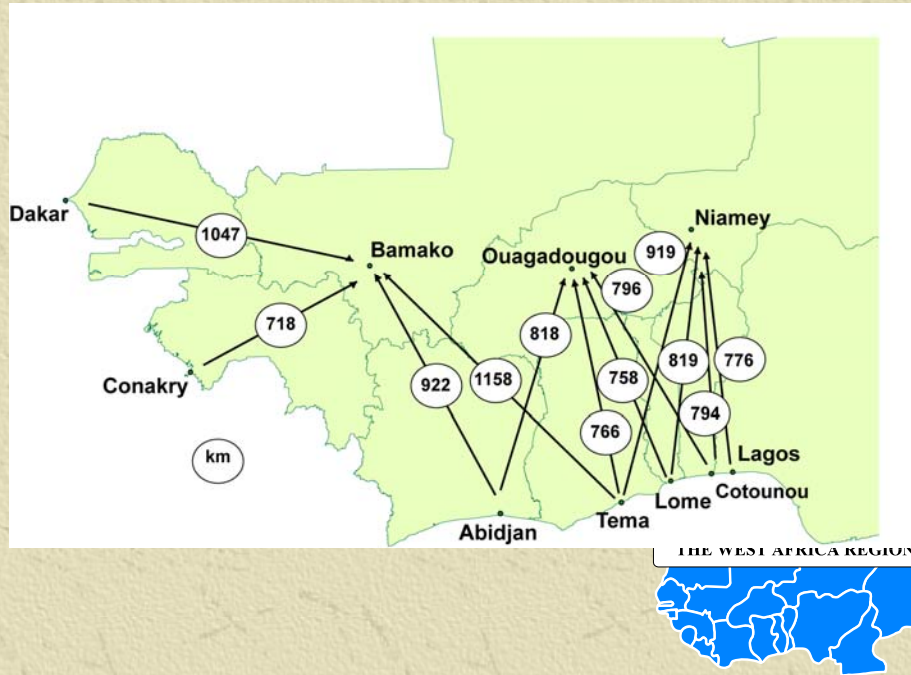 Niamey
Dakar
1047
Bamako
Ouagadougou
919
796
718
818
Conakry
922
1158
758
819
776
794
766
km
Lagos
Cotounou
Lome
Tema
Abidjan
THE WEST AFRICA REGION